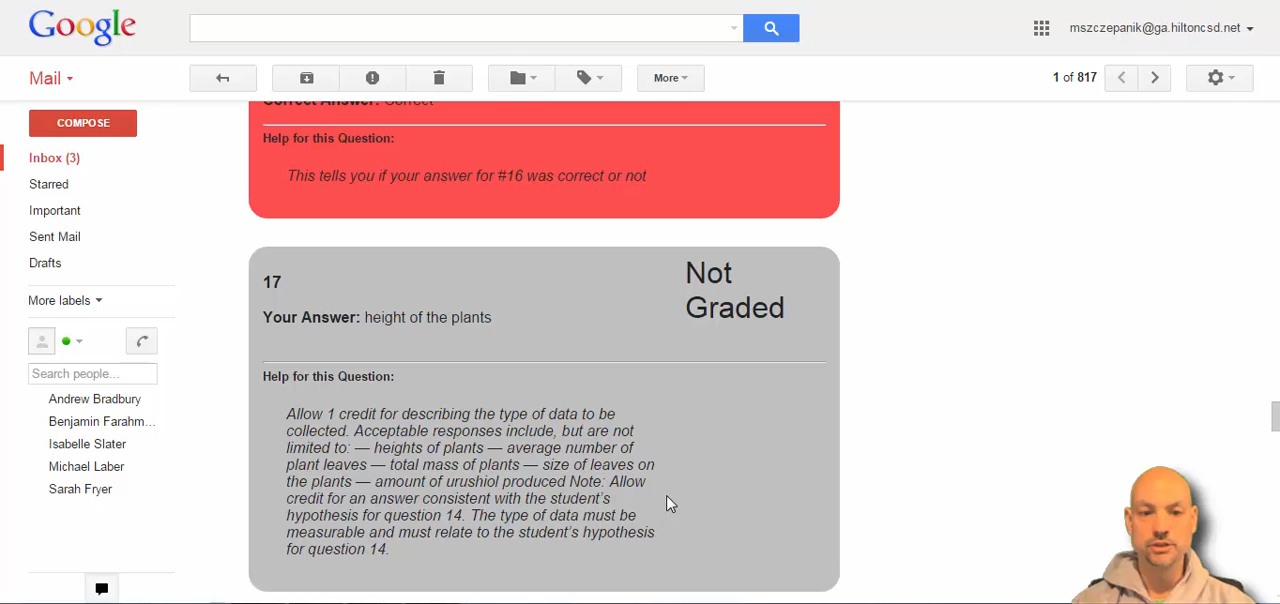 Google
mszczepanik@ga.hiltoncsd.net
Mail
More
1 of 817
COMPOSE
Inbox (3)
Starred
Important
Sent Mail
Drafts
More labels
Search people...
Andrew Bradbury
Benjamin Farahm...
Isabelle Slater
Michael Laber
Sarah Fryer
Correct Answer: Correct
Help for this Question:
This tells you if your answer for #16 was correct or not
17
Not
Graded
Your Answer: height of the plants
Help for this Question:
Allow 1 credit for describing the type of data to be
collected. Acceptable responses include, but are not
limited to: — heights of plants — average number of
plant leaves — total mass of plants — size of leaves on
the plants — amount of urushiol produced Note: Allow
credit for an answer consistent with the student's
hypothesis for question 14. The type of data must be
measurable and must relate to the student's hypothesis
for question 14.